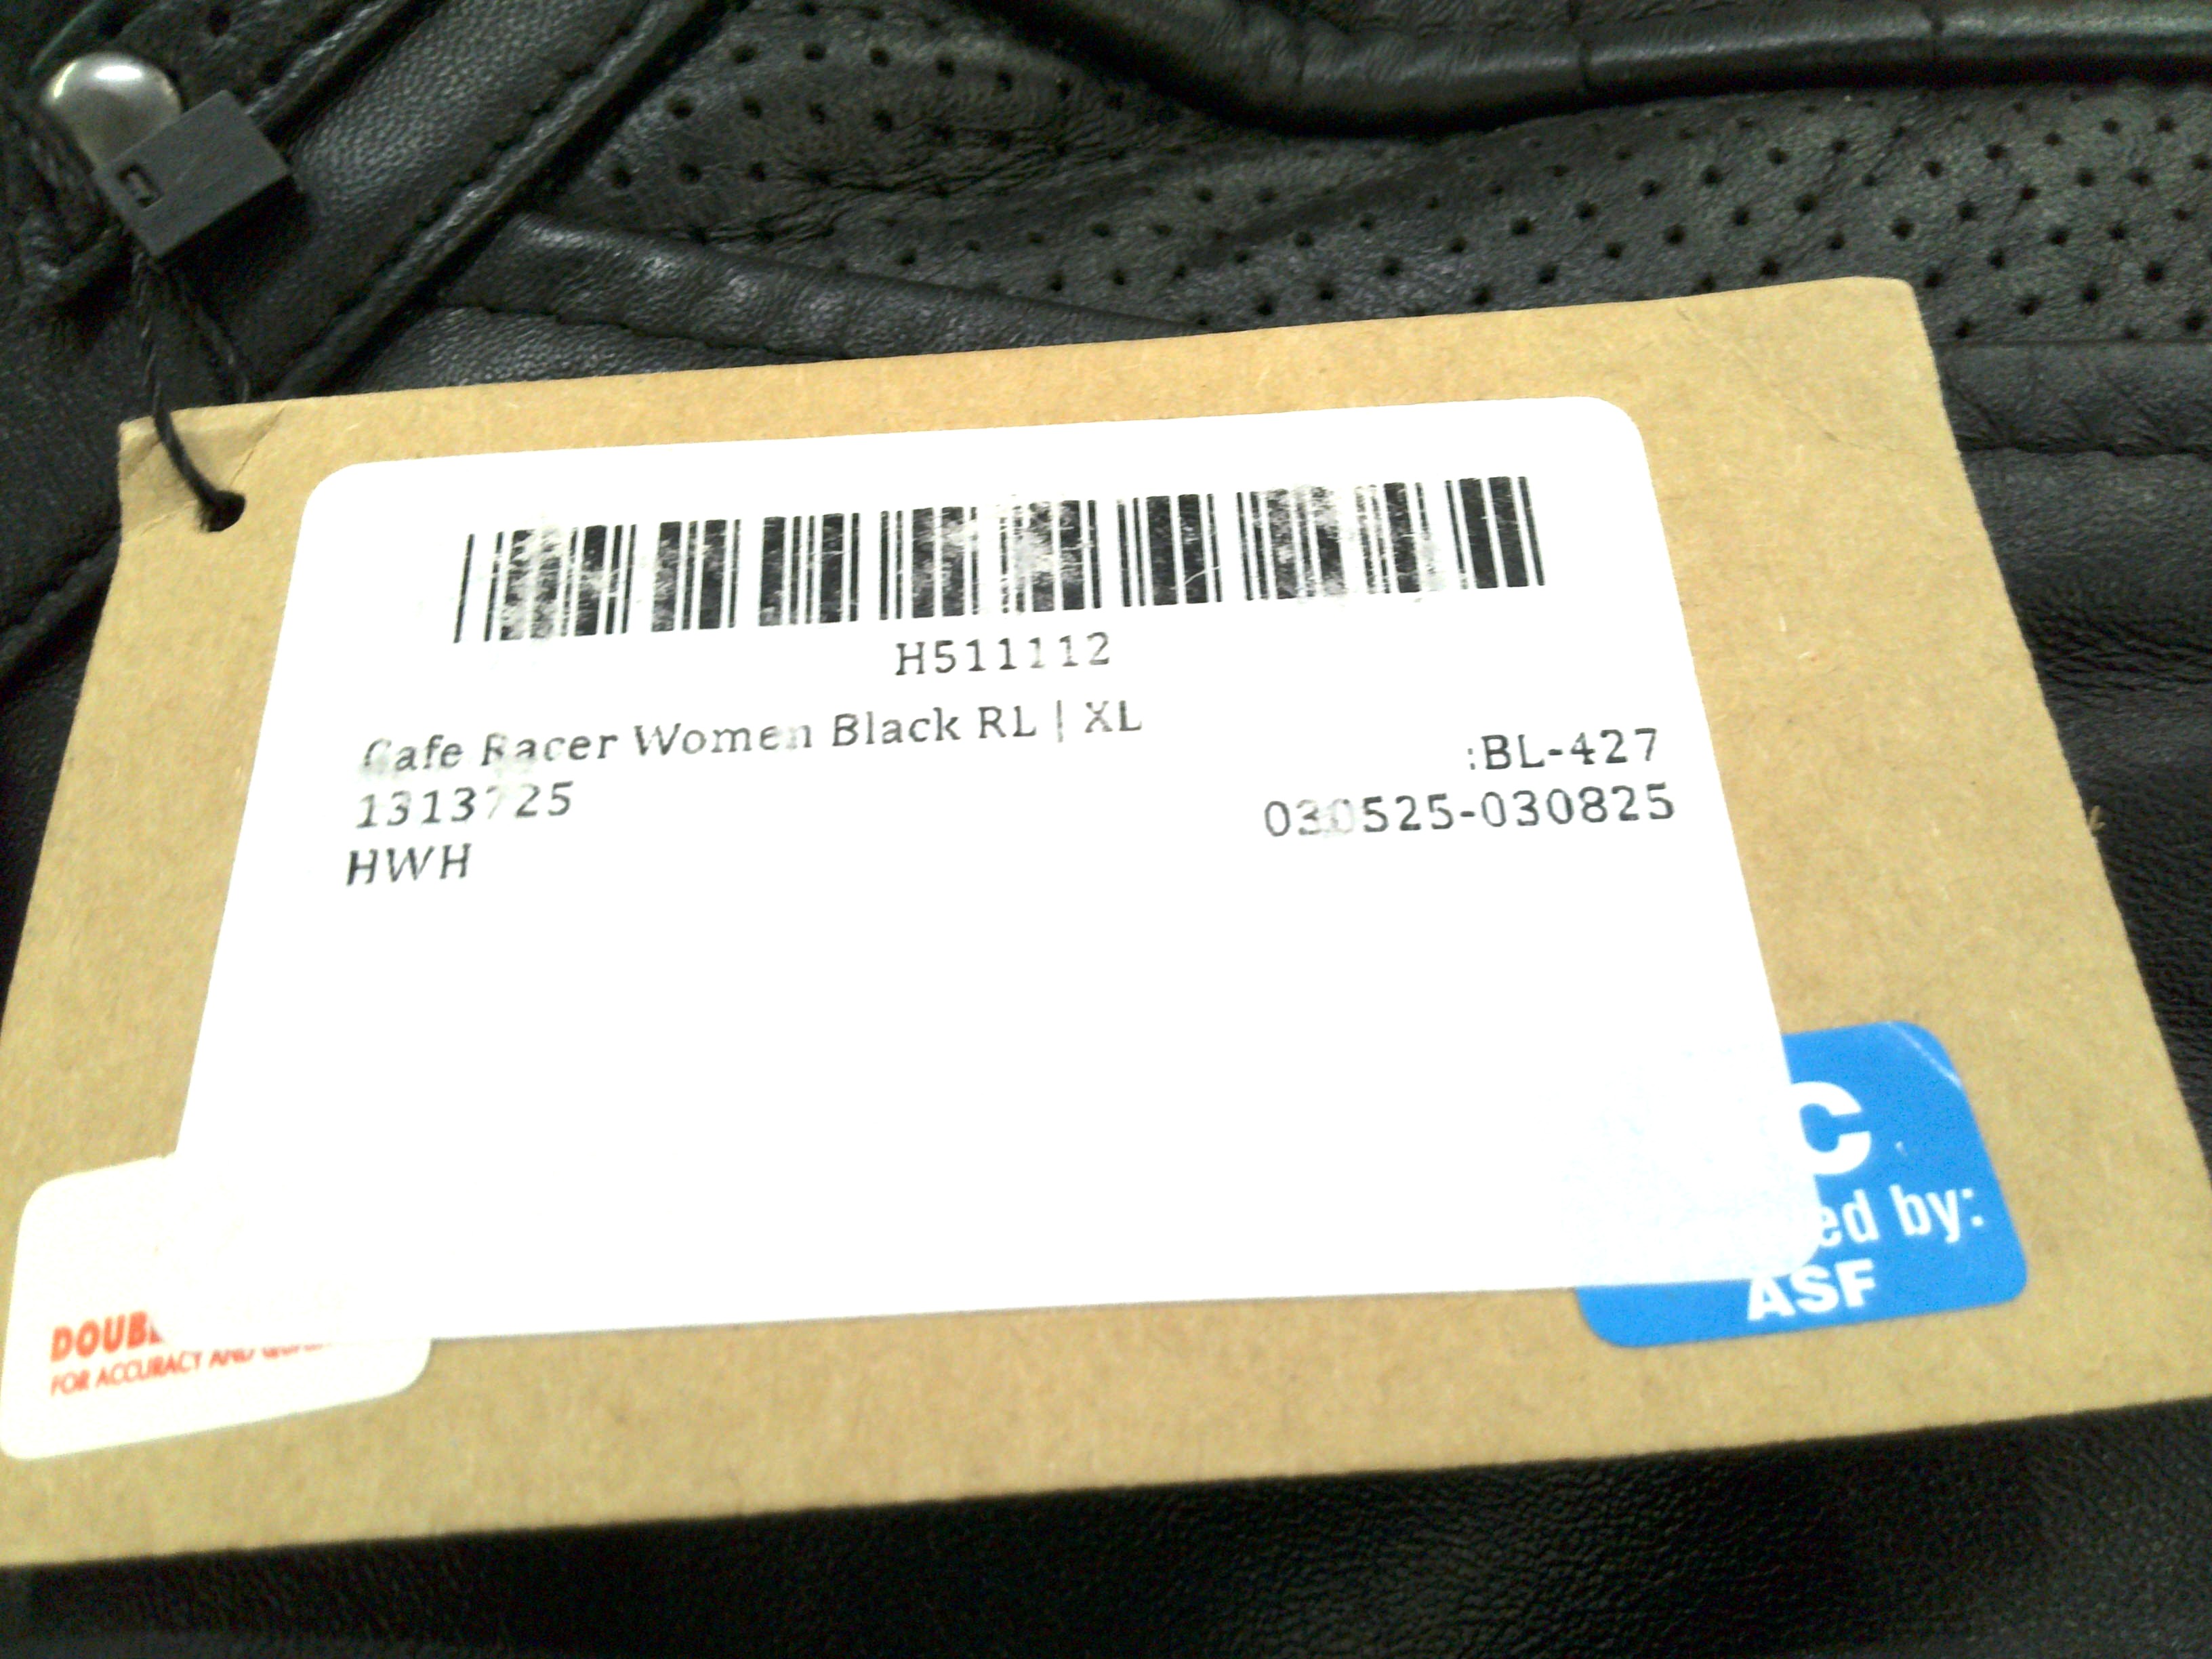 H511112
Cafe Racer Women Black RL | XL
:BL-427
1313725
030525-030825
HWH
C
ed by:
ASF
DOUB
FOR ACCURACY AND